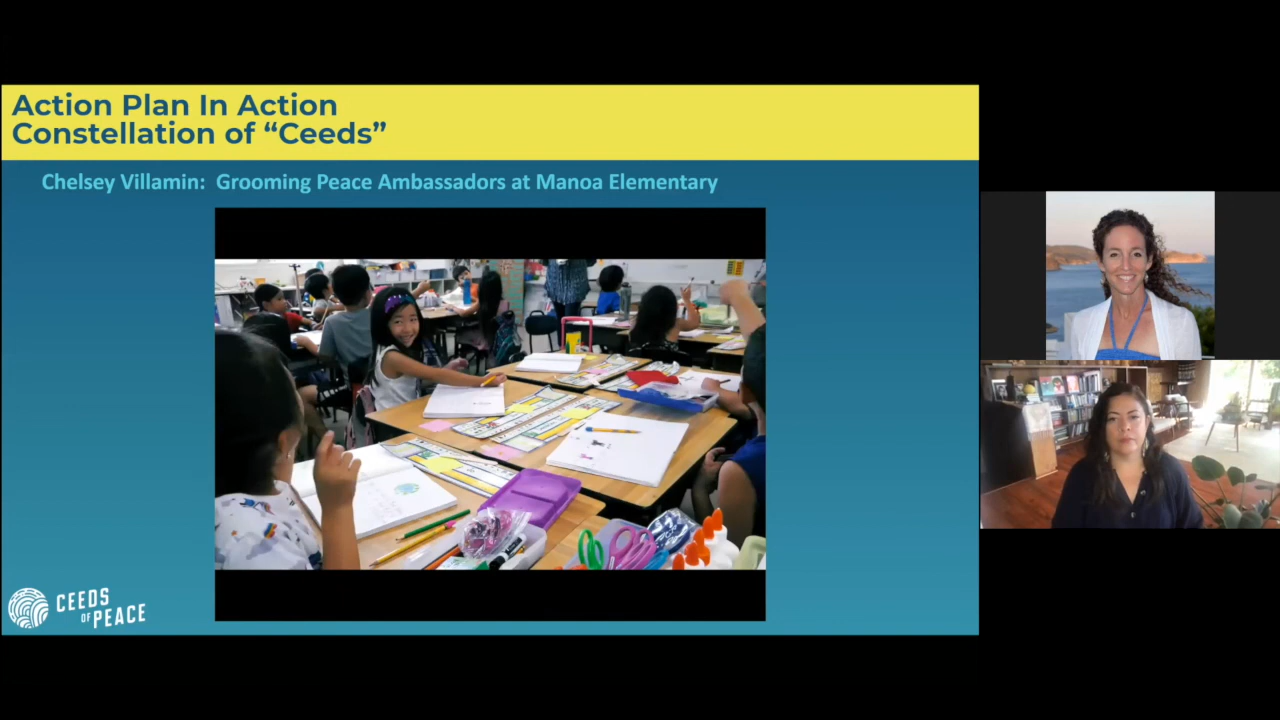 Action Plan In Action
Constellation of “Ceeds”
Chelsey Villamin: Grooming Peace Ambassadors at Manoa Elementary
CEEDS
OF PEACE